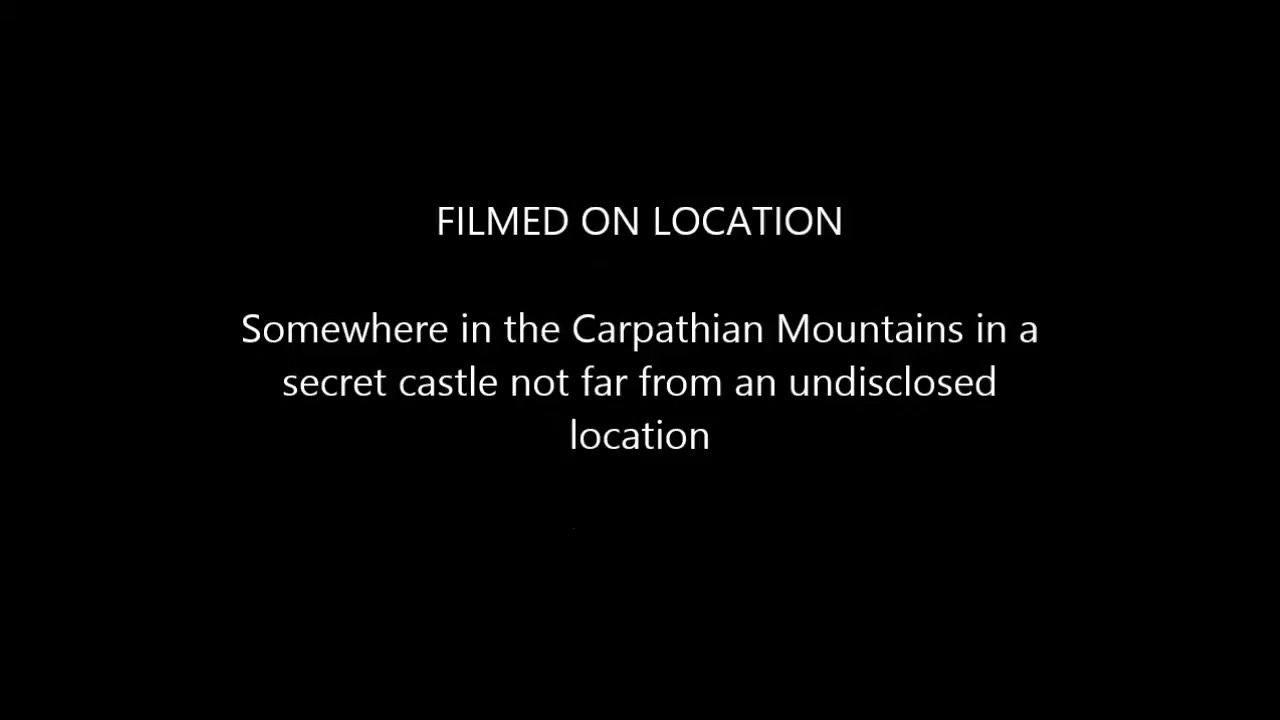 FILMED ON LOCATION
Somewhere in the Carpathian Mountains in a
secret castle not far from an undisclosed
location